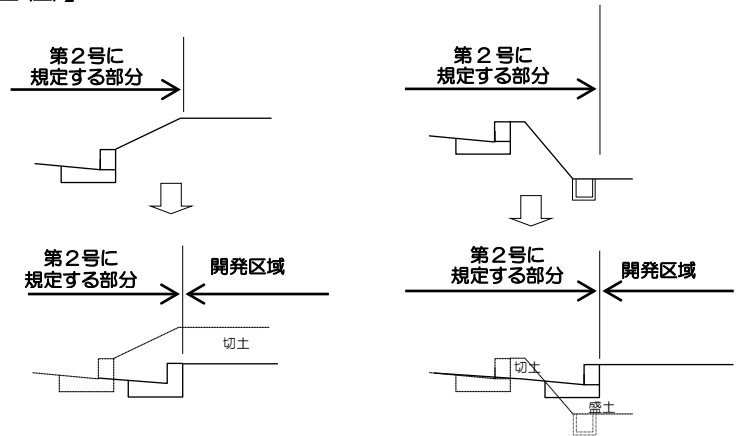 第２号に
規定する部分
第２号に
規定する部分
第２号に
規定する部分
開発区域
切土
第２号に
規定する部分
開発区域
切土
盛土